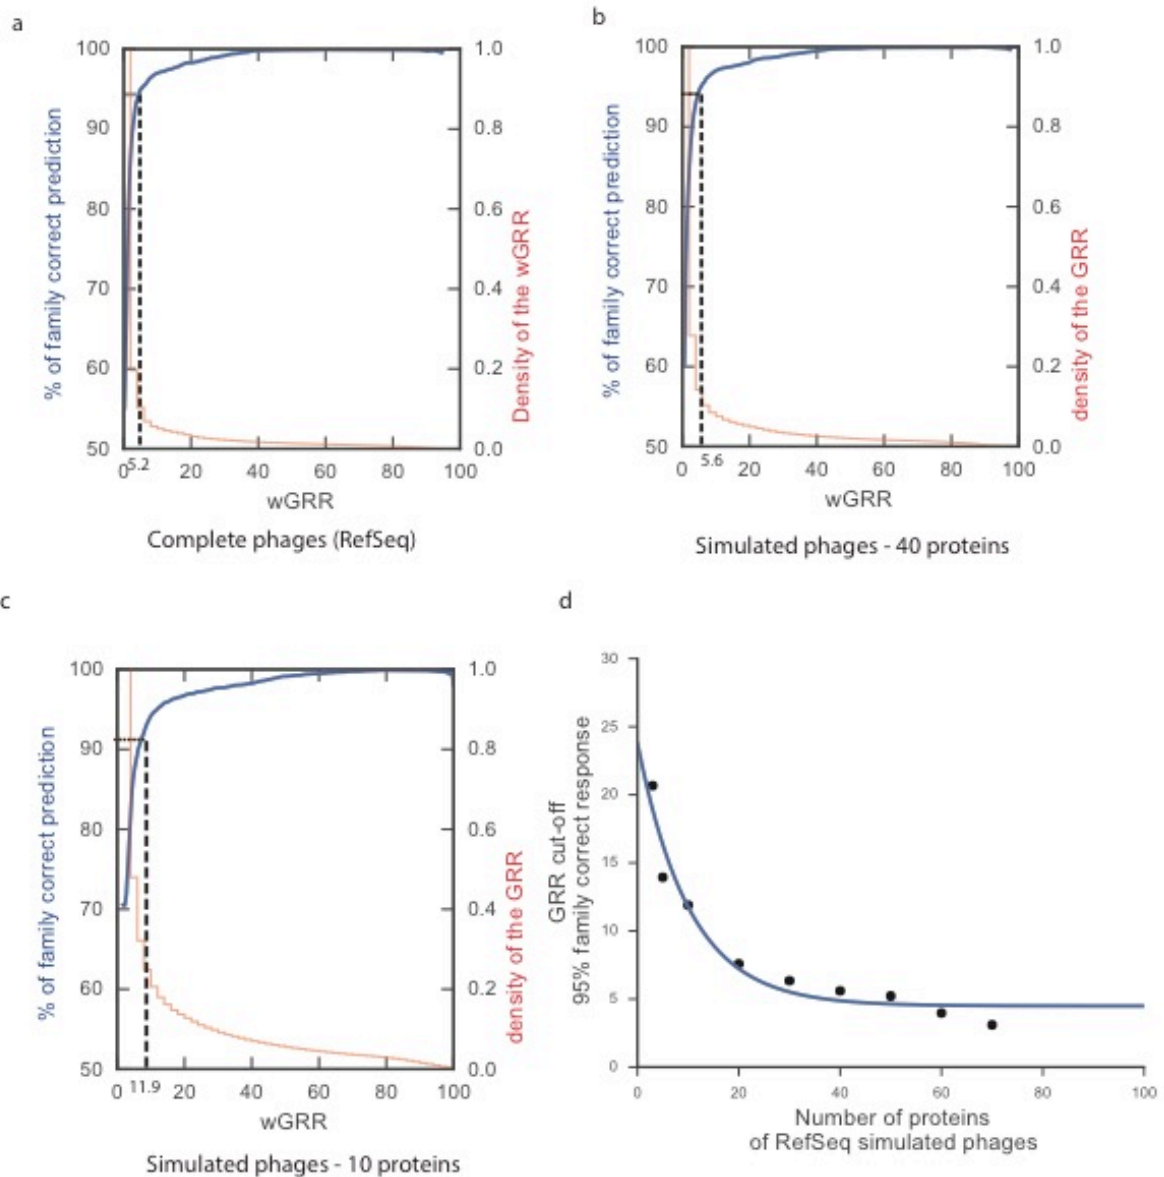 a
100
90
80
70
60
50
% of family correct prediction
1.0
0.8
0.6
0.4
0.2
0.0
Density of the wGRR
0 5.2 20 40 60 80 100
wGRR
Complete phages (RefSeq)
b
100
90
80
70
60
50
% of family correct prediction
1.0
0.8
0.6
0.4
0.2
0.0
density of the GRR
0 5.6 20 40 60 80 100
wGRR
Simulated phages - 40 proteins
c
100
90
80
70
60
50
% of family correct prediction
1.0
0.8
0.6
0.4
0.2
0.0
density of the GRR
0 11.9 20 40 60 80 100
wGRR
Simulated phages - 10 proteins
d
30
25
20
15
10
5
0
GRR cut-off
95% family correct response
0 20 40 60 80 100
Number of proteins
of RefSeq simulated phages